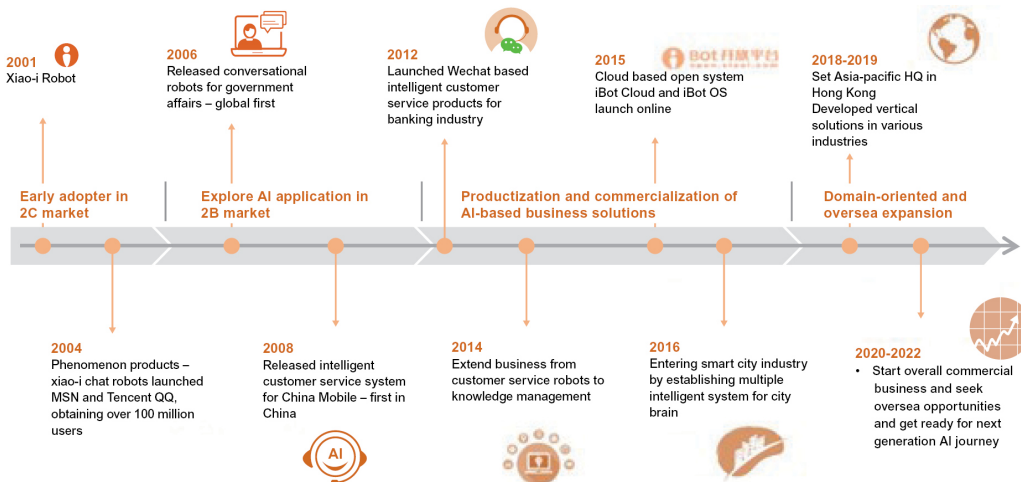 2001
Xiao-i Robot
2006
Released conversational
robots for government
affairs – global first
2012
Launched Wechat based
intelligent customer
service products for
banking industry
2015
Cloud based open system
iBot Cloud and iBot OS
launch online
Bot开放平台
2018-2019
Set Asia-pacific HQ in
Hong Kong
Developed vertical
solutions in various
industries
Early adopter in
2C market
Explore AI application in
2B market
Productization and commercialization of
AI-based business solutions
Domain-oriented and
oversea expansion
2004
Phenomenon products –
xiao-i chat robots launched
MSN and Tencent QQ,
obtaining over 100 million
users
2008
Released intelligent
customer service system
for China Mobile – first in
China
AI
2014
Extend business from
customer service robots to
knowledge management
2016
Entering smart city industry
by establishing multiple
intelligent system for city
brain
2020-2022
• Start overall commercial
business and seek
oversea opportunities
and get ready for next
generation AI journey